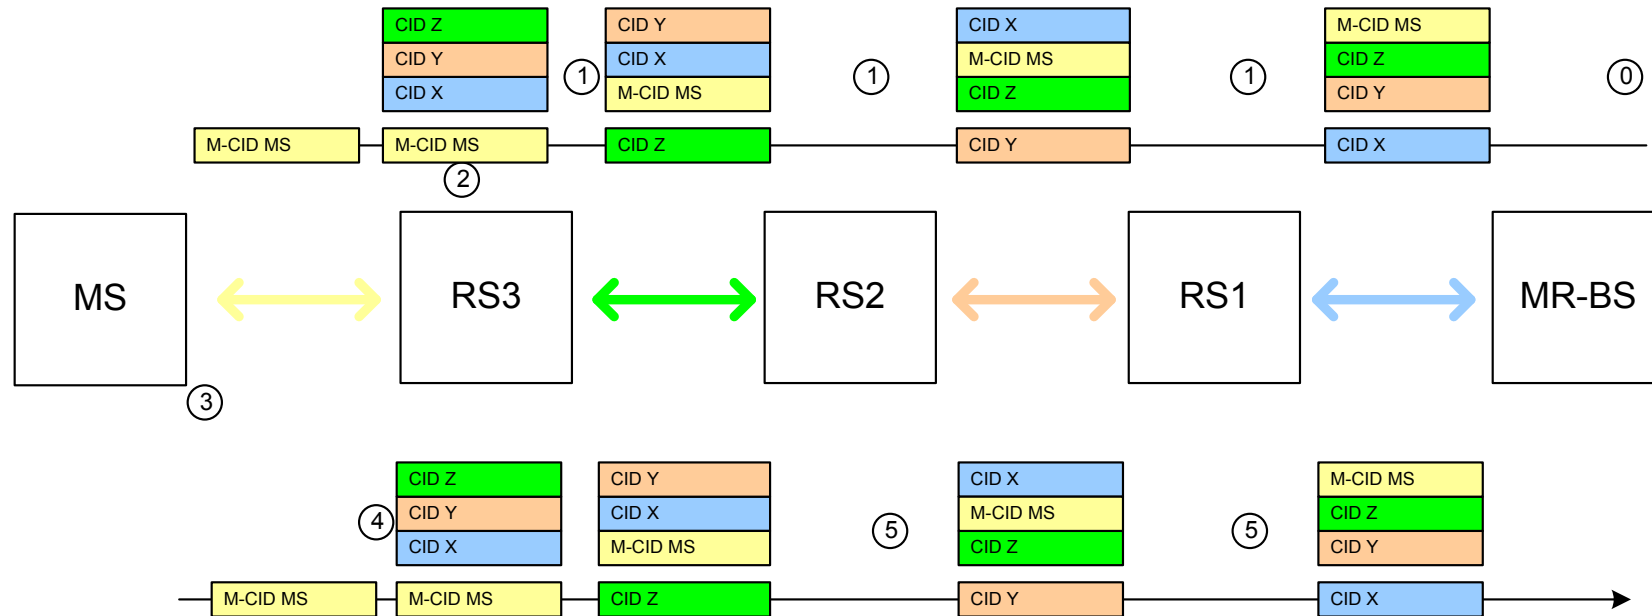 CID Z
CID Y
CID X
M-CID MS
CID Y
CID X
M-CID MS
CID Z
CID X
M-CID MS
CID Z
CID Y
M-CID MS
CID Z
CID Y
CID X
M-CID MS
1
1
1
0
2
MS
RS3
RS2
RS1
MR-BS
3
CID Z
CID Y
CID X
M-CID MS
CID Y
CID X
M-CID MS
CID Z
CID X
M-CID MS
CID Z
CID Y
M-CID MS
CID Z
CID Y
CID X
M-CID MS
4
5
5